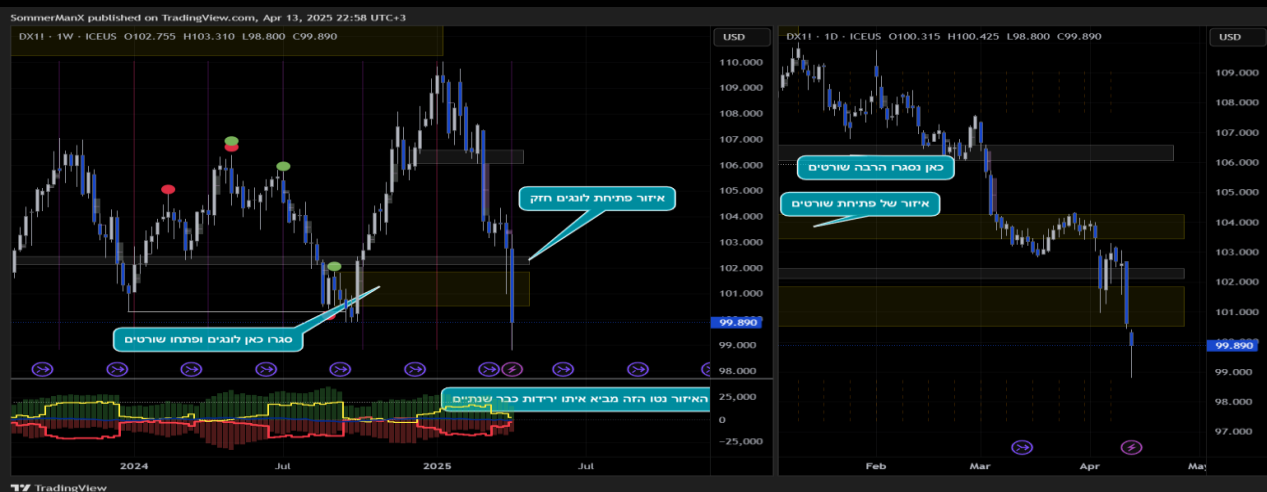 SommerManX published on TradingView.com, Apr 13, 2025 22:58 UTC+3
DX1! · 1W · ICEUS O102.755 H103.310 L98.800 C99.890
USD
110.000
109.000
108.000
107.000
106.000
105.000
104.000
103.000
102.000
101.000
99.890
99.000
98.000
איזור פתיחת לונגים חזק
סגרו כאן לונגים ופתחו שורטים
האיזור נטו הזה מביא איתו ירידות כבר שנתיים
25,000
0
−25,000
2024
Jul
2025
Jul
DX1! · 1D · ICEUS O100.315 H100.425 L98.800 C99.890
USD
109.000
108.000
107.000
106.000
105.000
104.000
103.000
102.000
101.000
99.890
99.000
98.000
97.000
כאן נסגרו הרבה שורטים
איזור של פתיחת שורטים
Feb
Mar
Apr
May
TradingView